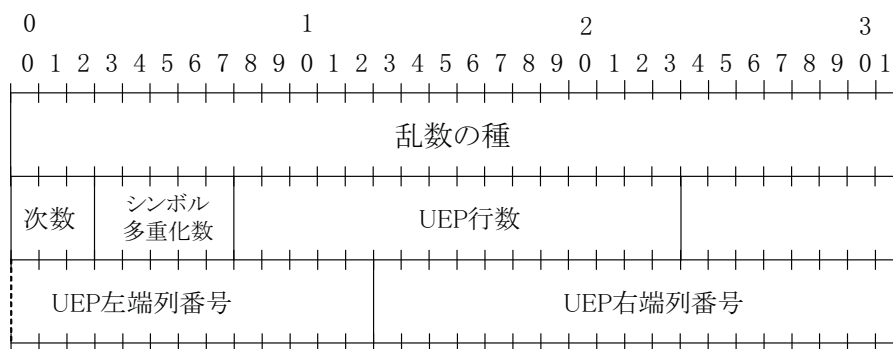 0 1 2 3
0 1 2 3 4 5 6 7 8 9 0 1 2 3 4 5 6 7 8 9 0 1 2 3 4 5 6 7 8 9 0 1
乱数の種
次数
シンボル
多重化数
UEP行数
UEP左端列番号
UEP右端列番号